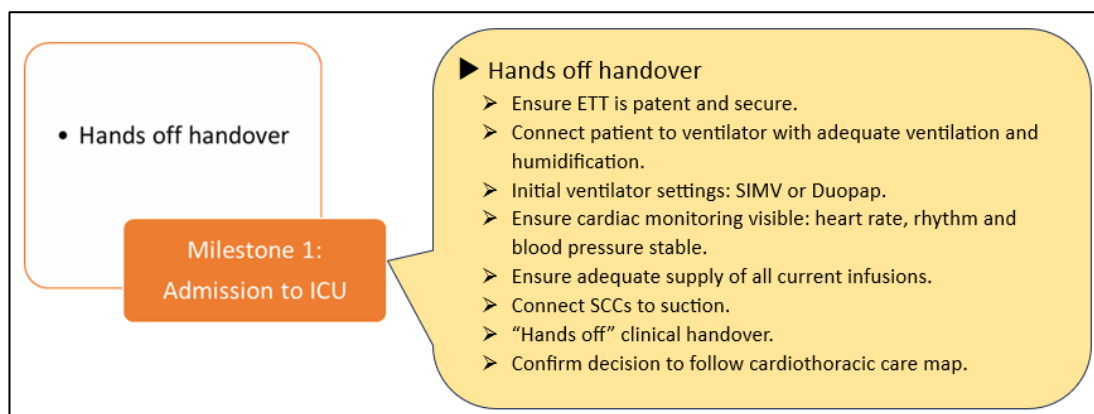 • Hands off handover
Milestone 1:
Admission to ICU
▶ Hands off handover
➢ Ensure ETT is patent and secure.
➢ Connect patient to ventilator with adequate ventilation and
humidification.
➢ Initial ventilator settings: SIMV or Duopap.
➢ Ensure cardiac monitoring visible: heart rate, rhythm and
blood pressure stable.
➢ Ensure adequate supply of all current infusions.
➢ Connect SCCs to suction.
➢ “Hands off” clinical handover.
➢ Confirm decision to follow cardiothoracic care map.